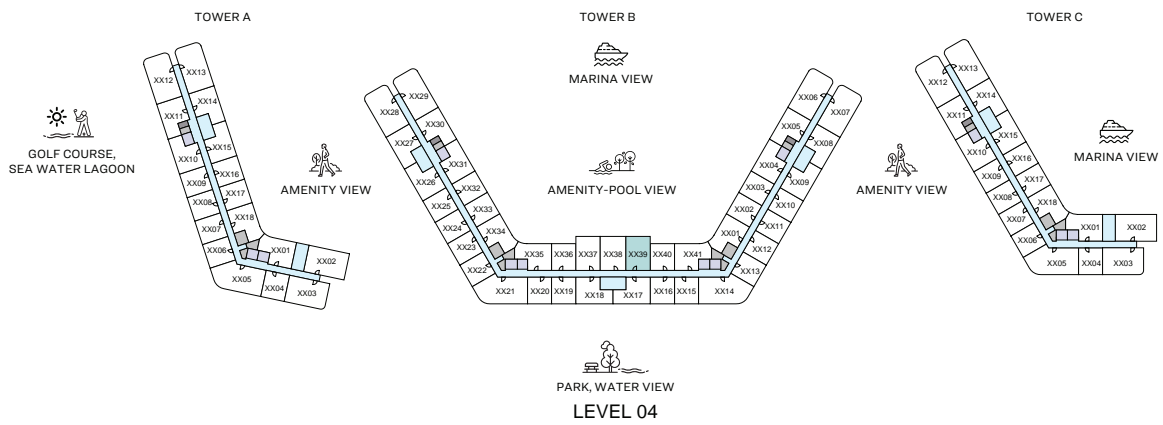 TOWER A
TOWER B
TOWER C
MARINA VIEW
GOLF COURSE,
SEA WATER LAGOON
AMENITY VIEW
AMENITY-POOL VIEW
AMENITY VIEW
MARINA VIEW
XX12
XX13
XX11
XX14
XX10
XX15
XX09
XX16
XX08
XX17
XX07
XX18
XX06
XX01
XX02
XX05
XX04
XX03
XX28
XX29
XX27
XX30
XX26
XX31
XX25
XX32
XX24
XX33
XX23
XX34
XX22
XX35
XX36
XX37
XX38
XX39
XX40
XX41
XX21
XX20
XX19
XX18
XX17
XX16
XX15
XX14
XX06
XX07
XX05
XX08
XX04
XX09
XX03
XX10
XX02
XX11
XX01
XX12
XX13
XX12
XX13
XX11
XX14
XX10
XX15
XX09
XX16
XX08
XX17
XX07
XX18
XX06
XX01
XX02
XX05
XX04
XX03
PARK, WATER VIEW
LEVEL 04